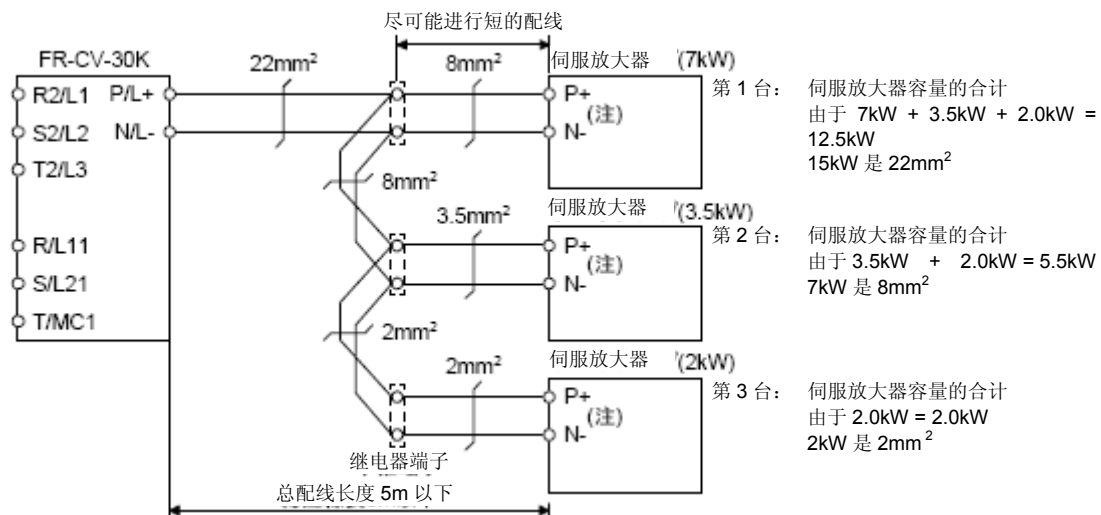 尽可能进行短的配线
FR-CV-30K
22mm²
8mm²
伺服放大器 (7kW)
R2/L1 P/L+
P+
(注)
S2/L2 N/L-
N-
T2/L3
第 1 台： 伺服放大器容量的合计
由于 7kW + 3.5kW + 2.0kW =
12.5kW
15kW 是 22mm²
8mm²
3.5mm²
伺服放大器 (3.5kW)
R/L11
P+
(注)
S/L21
N-
T/MC1
第 2 台： 伺服放大器容量的合计
由于 3.5kW + 2.0kW = 5.5kW
7kW 是 8mm²
2mm²
2mm²
伺服放大器 (2kW)
P+
(注)
N-
第 3 台： 伺服放大器容量的合计
由于 2.0kW = 2.0kW
2kW 是 2mm²
继电器端子
总配线长度 5m 以下